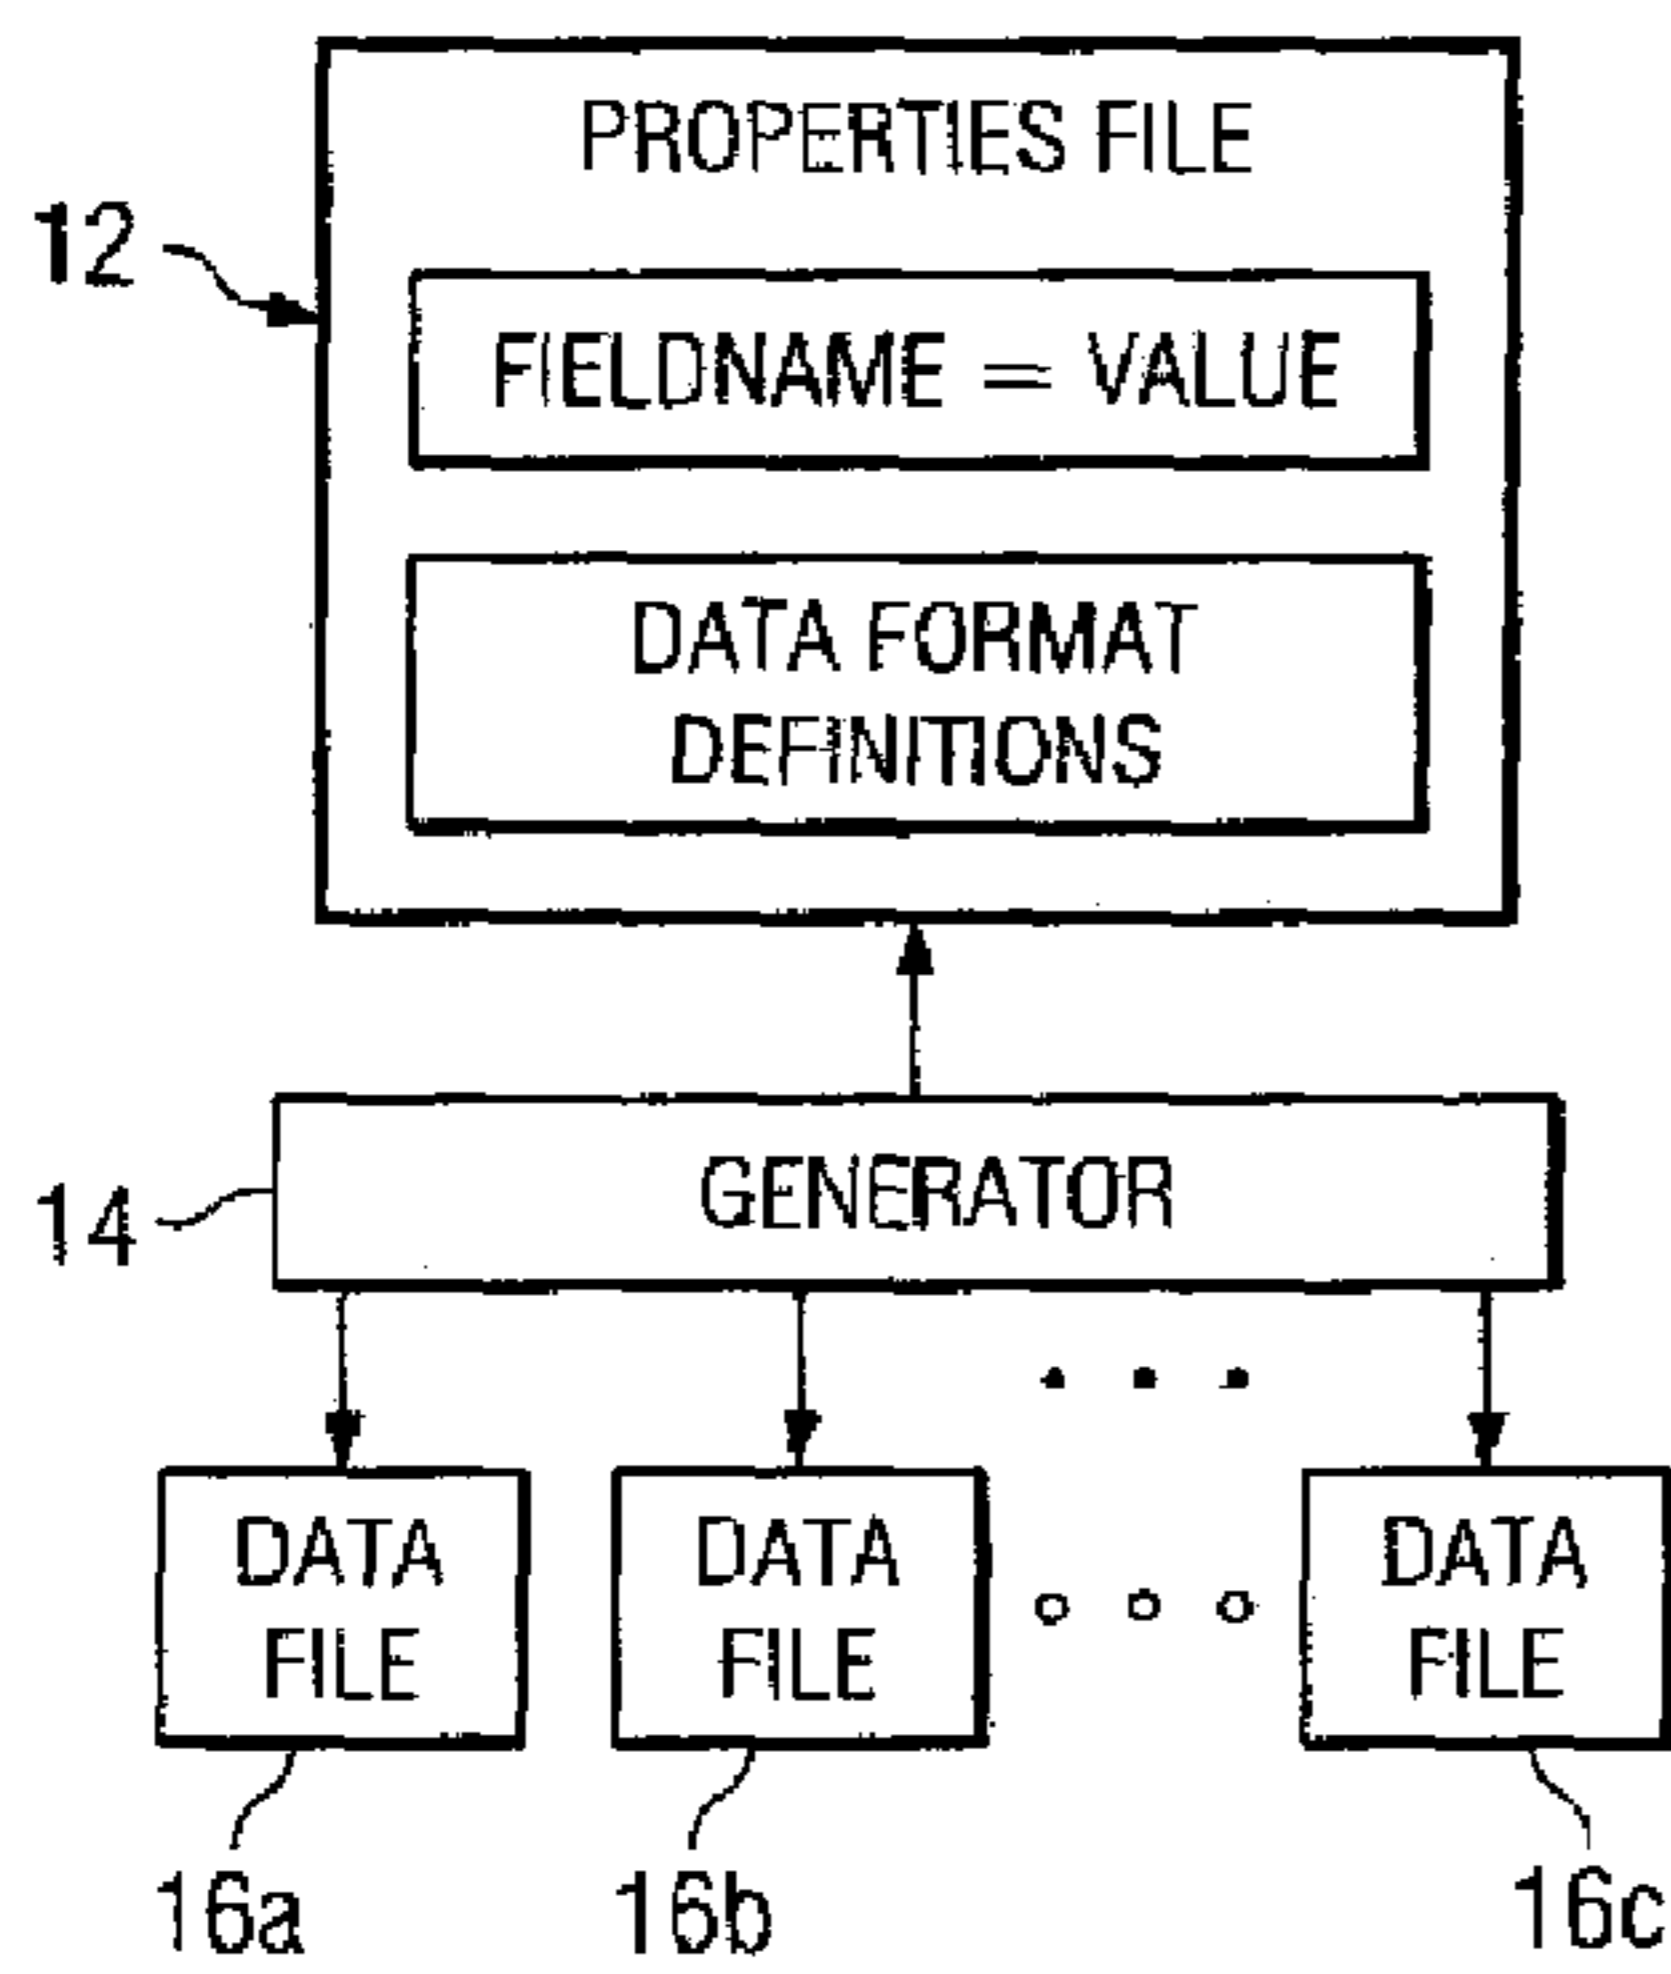 PROPERTIES FILE
12
FIELDNAME = VALUE
DATA FORMAT
DEFINITIONS
14
GENERATOR
DATA
FILE
DATA
FILE
DATA
FILE
16a
16b
16c